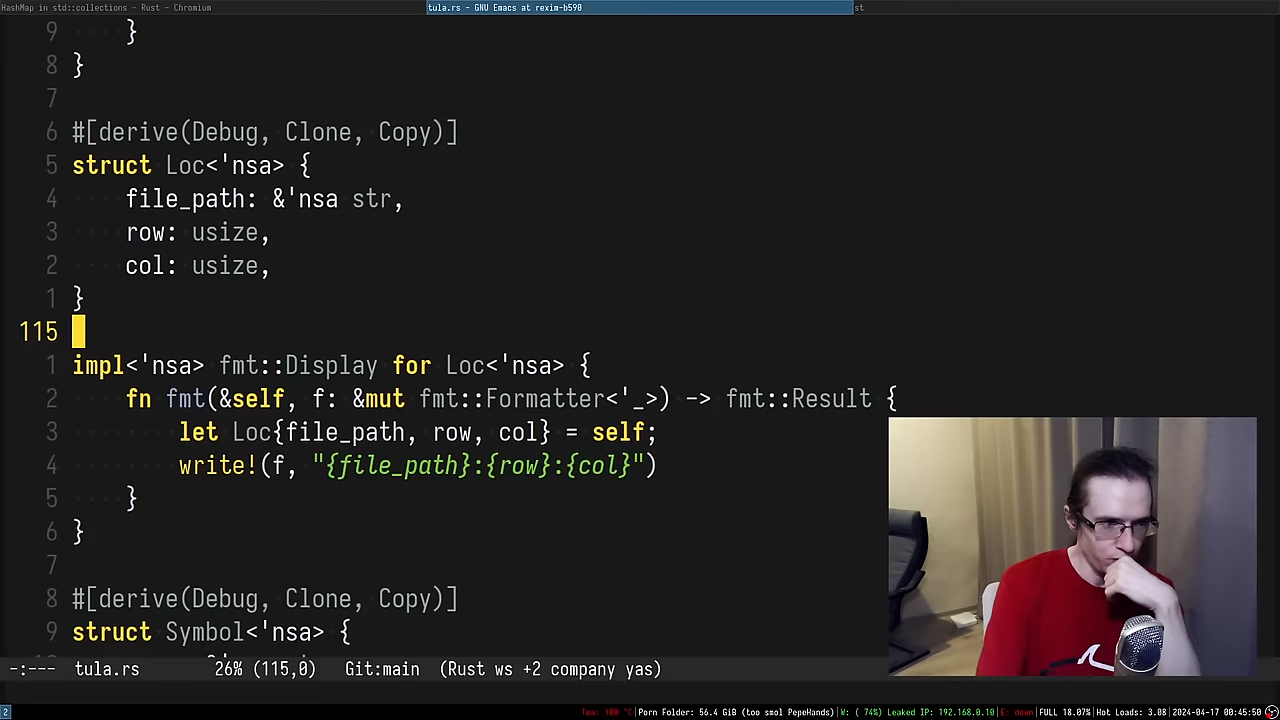 HashMap in std::collections - Rust - Chromium
tula.rs - GNU Emacs at rexim-b590
st
9     }
8 }
7
6 #[derive(Debug, Clone, Copy)]
5 struct Loc<'nsa> {
4     file_path: &'nsa str,
3     row: usize,
2     col: usize,
1 }
115
1 impl<'nsa> fmt::Display for Loc<'nsa> {
2     fn fmt(&self, f: &mut fmt::Formatter<'_>) -> fmt::Result {
3         let Loc{file_path, row, col} = self;
4         write!(f, "{file_path}:{row}:{col}")
5     }
6 }
7
8 #[derive(Debug, Clone, Copy)]
9 struct Symbol<'nsa> {
-:--- tula.rs 26% (115,0) Git:main (Rust ws +2 company yas)
2
Tea: 100 °C|Porn Folder: 56.4 GiB (too smol PepeHands)|W: ( 74%) Leaked IP: 192.168.0.10|E: down|FULL 18.07%|Hot Loads: 3.08|2024-04-17 00:45:50